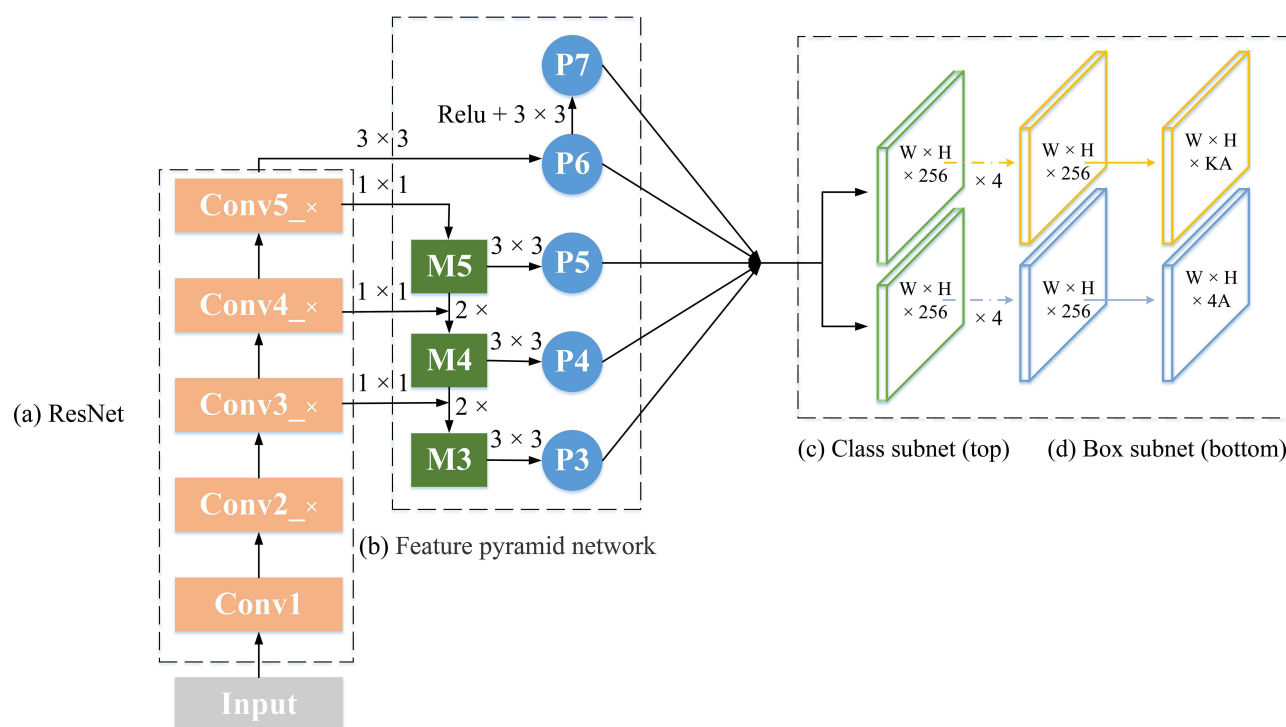 P7
Relu + 3 × 3
3 × 3
P6
Conv5_×
1 × 1
M5
3 × 3
P5
Conv4_×
1 × 1
2 ×
M4
3 × 3
P4
Conv3_×
1 × 1
2 ×
M3
3 × 3
P3
(a) ResNet
Conv2_×
(b) Feature pyramid network
Conv1
Input
W × H
× 256
× 4
W × H
× 256
W × H
× KA
W × H
× 256
× 4
W × H
× 256
W × H
× 4A
(c) Class subnet (top)
(d) Box subnet (bottom)